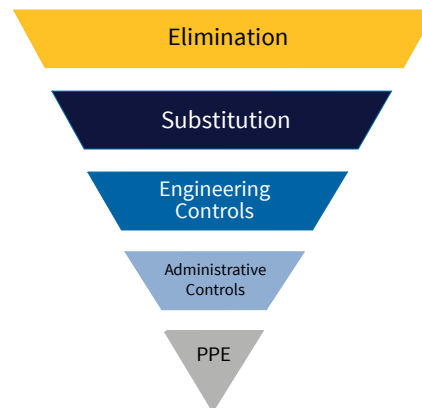 Elimination
Substitution
Engineering
Controls
Administrative
Controls
PPE